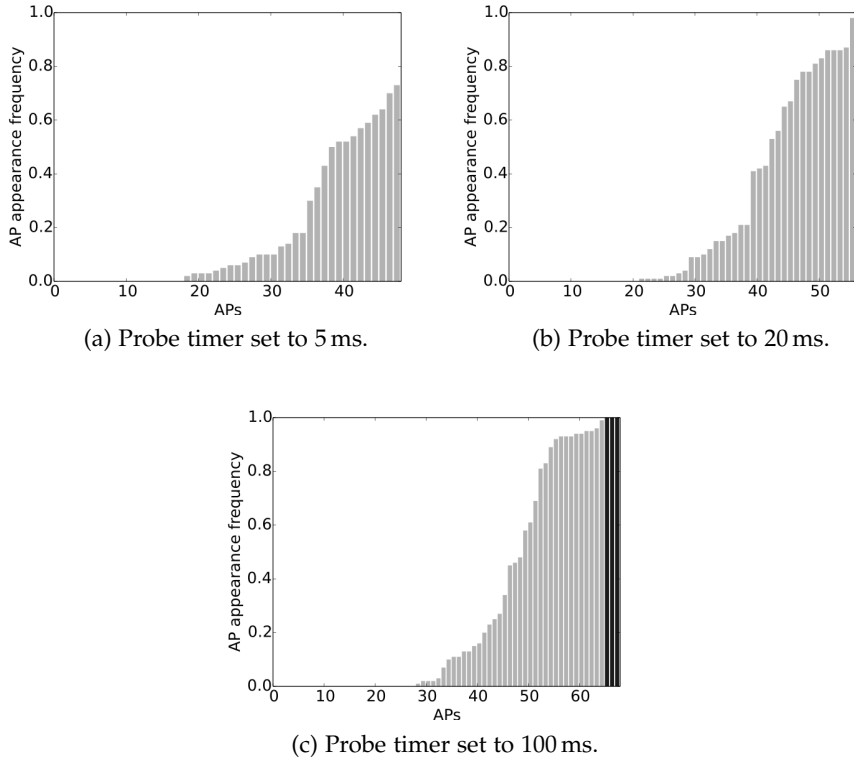 1.0
0.8
0.6
0.4
0.2
0.0
AP appearance frequency
0 10 20 30 40
APs
(a) Probe timer set to 5 ms.
1.0
0.8
0.6
0.4
0.2
0.0
AP appearance frequency
0 10 20 30 40 50
APs
(b) Probe timer set to 20 ms.
1.0
0.8
0.6
0.4
0.2
0.0
AP appearance frequency
0 10 20 30 40 50 60
APs
(c) Probe timer set to 100 ms.